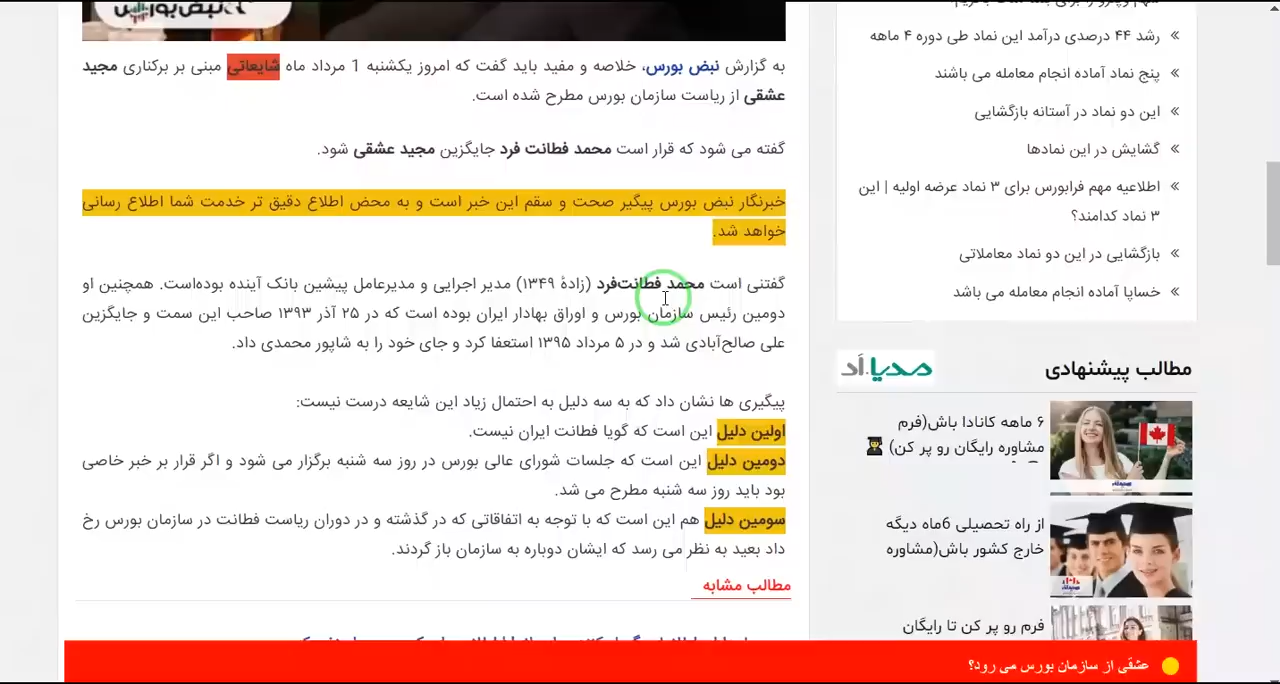 نبض بورس
به گزارش نبض بورس، خلاصه و مفید باید گفت که امروز یکشنبه 1 مرداد ماه شایعاتی مبنی بر برکناری مجید
عشقی از ریاست سازمان بورس مطرح شده است.
گفته می شود که قرار است محمد فطانت فرد جایگزین مجید عشقی شود.
خبرنگار نبض بورس پیگیر صحت و سقم این خبر است و به محض اطلاع دقیق تر خدمت شما اطلاع رسانی
خواهد شد.
گفتنی است محمد فطانت‌فرد (زادهٔ ۱۳۴۹) مدیر اجرایی و مدیرعامل پیشین بانک آینده بوده‌است. همچنین او
دومین رئیس سازمان بورس و اوراق بهادار ایران بوده است که در ۲۵ آذر ۱۳۹۳ صاحب این سمت و جایگزین
علی صالح‌آبادی شد و در ۵ مرداد ۱۳۹۵ استعفا کرد و جای خود را به شاپور محمدی داد.
پیگیری ها نشان داد که به سه دلیل به احتمال زیاد این شایعه درست نیست:
اولین دلیل این است که گویا فطانت ایران نیست.
دومین دلیل این است که جلسات شورای عالی بورس در روز سه شنبه برگزار می شود و اگر قرار بر خبر خاصی
بود باید روز سه شنبه مطرح می شد.
سومین دلیل هم این است که با توجه به اتفاقاتی که در گذشته و در دوران ریاست فطانت در سازمان بورس رخ
داد بعید به نظر می رسد که ایشان دوباره به سازمان باز گردند.
مطالب مشابه
» رشد ۴۴ درصدی درآمد این نماد طی دوره ۴ ماهه
» پنج نماد آماده انجام معامله می باشند
» این دو نماد در آستانه بازگشایی
» گشایش در این نمادها
» اطلاعیه مهم فرابورس برای ۳ نماد عرضه اولیه | این
۳ نماد کدامند؟
» بازگشایی در این دو نماد معاملاتی
» خساپا آماده انجام معامله می باشد
مطالب پیشنهادی
مدیا.اَد
۶ ماهه کانادا باش(فرم
مشاوره رایگان رو پر کن)
از راه تحصیلی 6ماه دیگه
خارج کشور باش(مشاوره
فرم رو پر کن تا رایگان
عشقی از سازمان بورس می رود؟